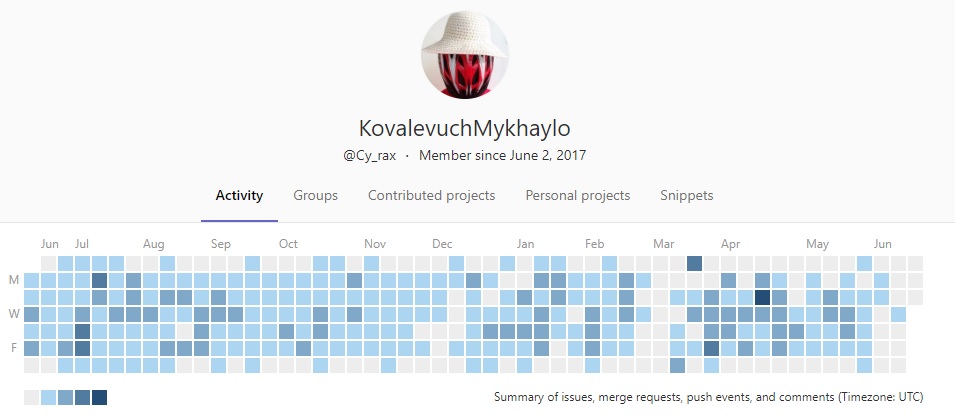 KovalevuchMykhaylo
@Cy_rax · Member since June 2, 2017
Activity Groups Contributed projects Personal projects Snippets
Jun Jul Aug Sep Oct Nov Dec Jan Feb Mar Apr May Jun
M
W
F
Summary of issues, merge requests, push events, and comments (Timezone: UTC)